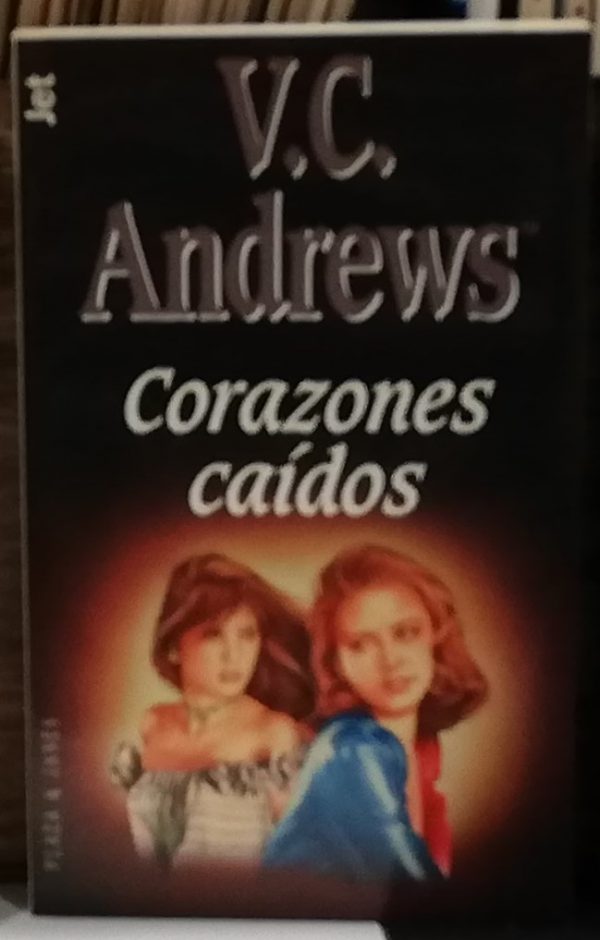 Jet
V.C.
Andrews
Corazones
caídos
PLAZA & JANES